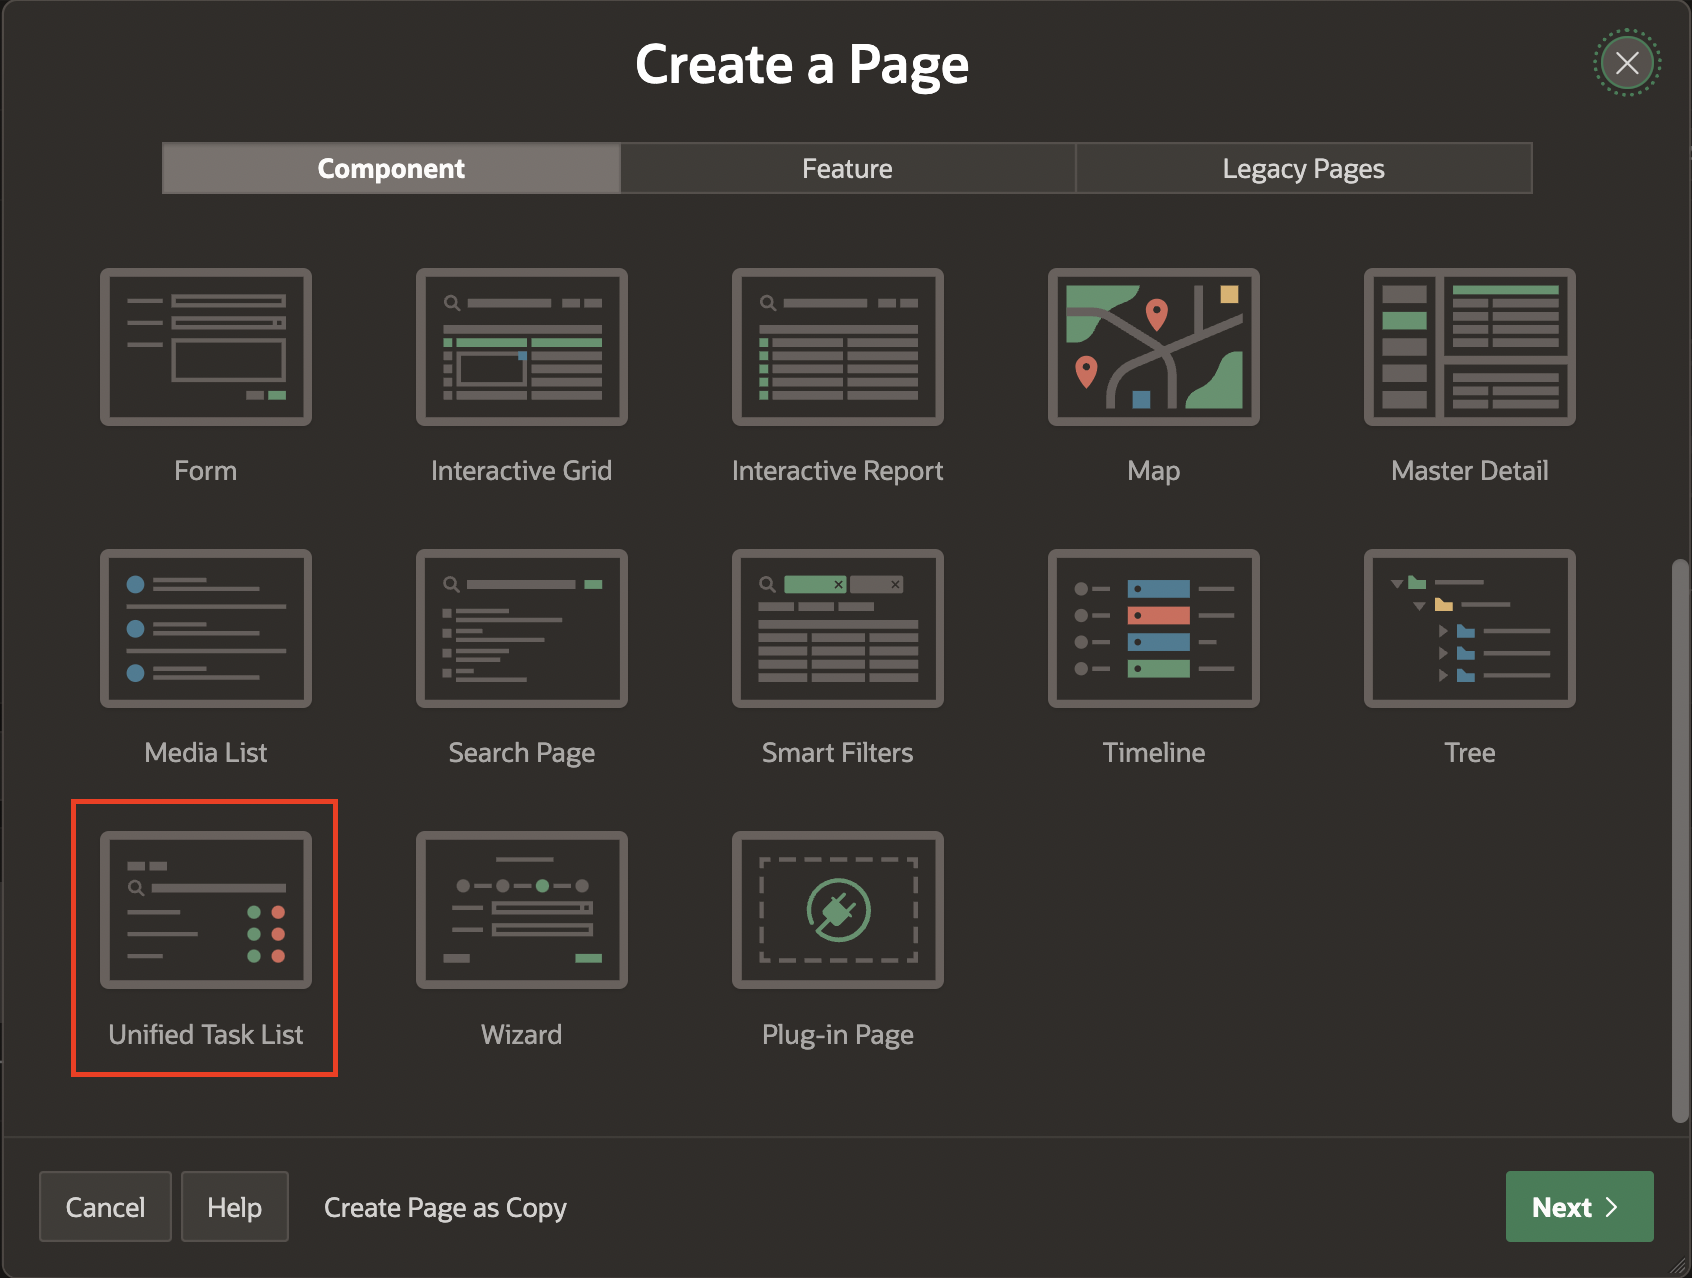 Create a Page
Component
Feature
Legacy Pages
Form
Interactive Grid
Interactive Report
Map
Master Detail
Media List
Search Page
Smart Filters
Timeline
Tree
Unified Task List
Wizard
Plug-in Page
Cancel
Help
Create Page as Copy
Next